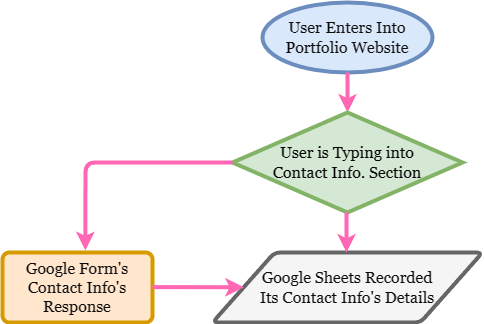 User Enters Into
Portfolio Website
User is Typing into
Contact Info. Section
Google Form's
Contact Info's
Response
Google Sheets Recorded
Its Contact Info's Details